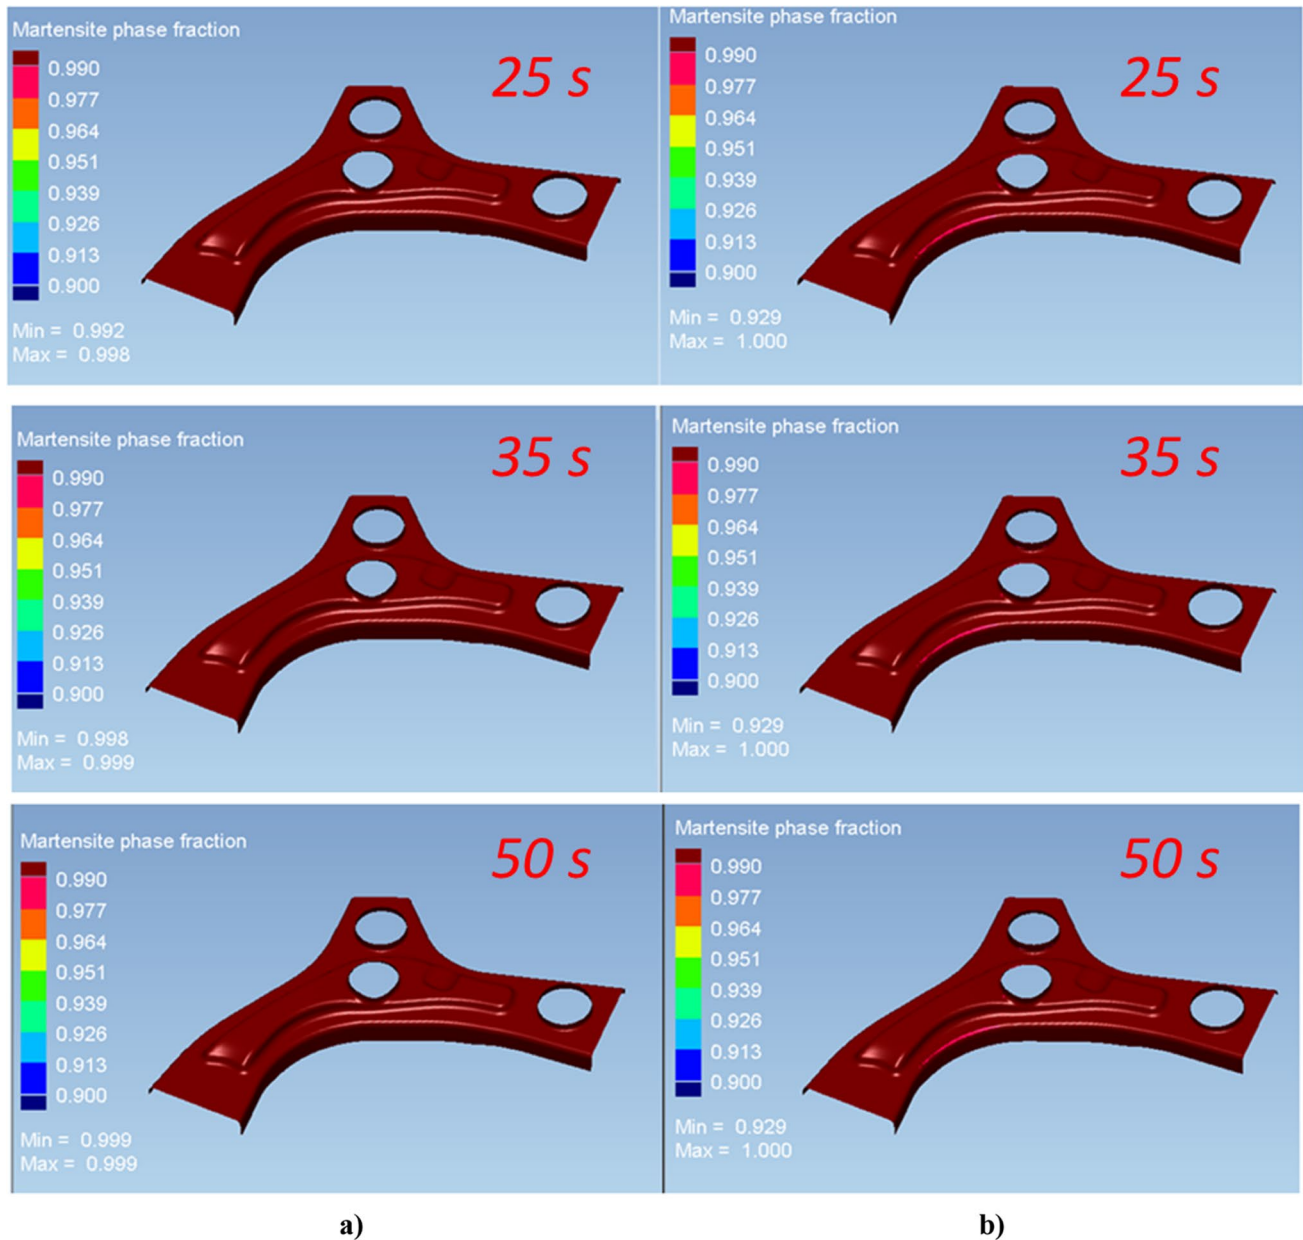 Martensite phase fraction
25 s
0.990
0.977
0.964
0.951
0.939
0.926
0.913
0.900
Min = 0.992
Max = 0.998
Martensite phase fraction
25 s
0.990
0.977
0.964
0.951
0.939
0.926
0.913
0.900
Min = 0.929
Max = 1.000
Martensite phase fraction
35 s
0.990
0.977
0.964
0.951
0.939
0.926
0.913
0.900
Min = 0.998
Max = 0.999
Martensite phase fraction
35 s
0.990
0.977
0.964
0.951
0.939
0.926
0.913
0.900
Min = 0.929
Max = 1.000
Martensite phase fraction
50 s
0.990
0.977
0.964
0.951
0.939
0.926
0.913
0.900
Min = 0.999
Max = 0.999
Martensite phase fraction
50 s
0.990
0.977
0.964
0.951
0.939
0.926
0.913
0.900
Min = 0.929
Max = 1.000
a)
b)